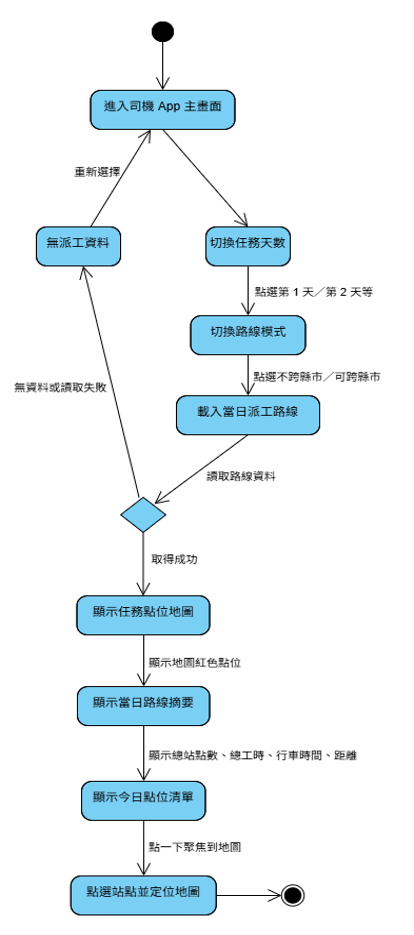 進入司機 App 主畫面
重新選擇
無派工資料
切換任務天數
點選第 1 天／第 2 天等
切換路線模式
點選不跨縣市／可跨縣市
無資料或讀取失敗
載入當日派工路線
讀取路線資料
取得成功
顯示任務點位地圖
顯示地圖紅色點位
顯示當日路線摘要
顯示總站點數、總工時、行車時間、距離
顯示今日點位清單
點一下聚焦到地圖
點選站點並定位地圖